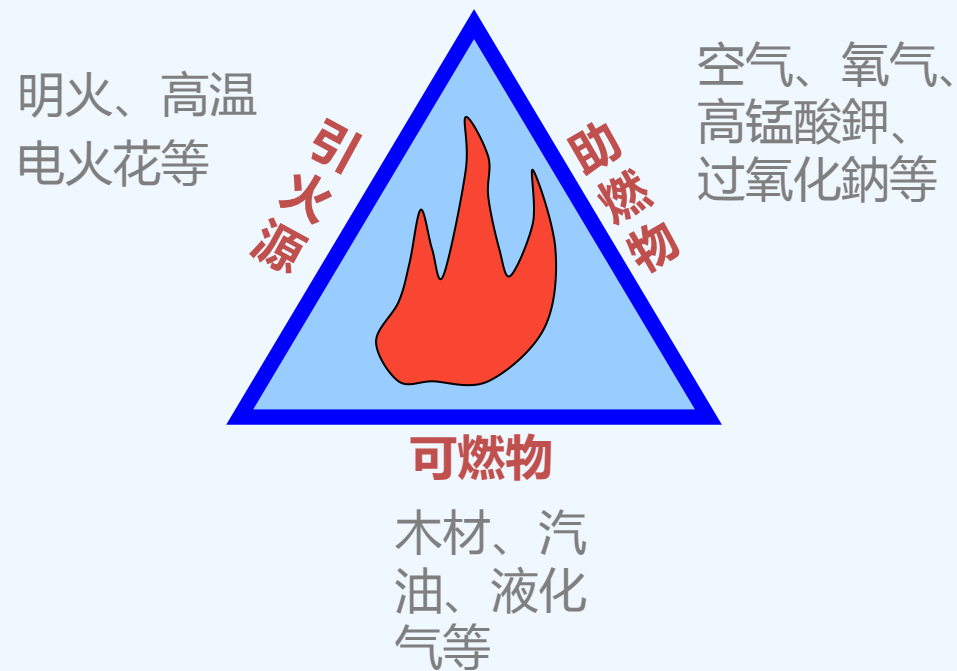 明火、高温
电火花等
引火源
助燃物
空气、氧气、
高锰酸鉀、
过氧化鈉等
可燃物
木材、汽
油、液化
气等